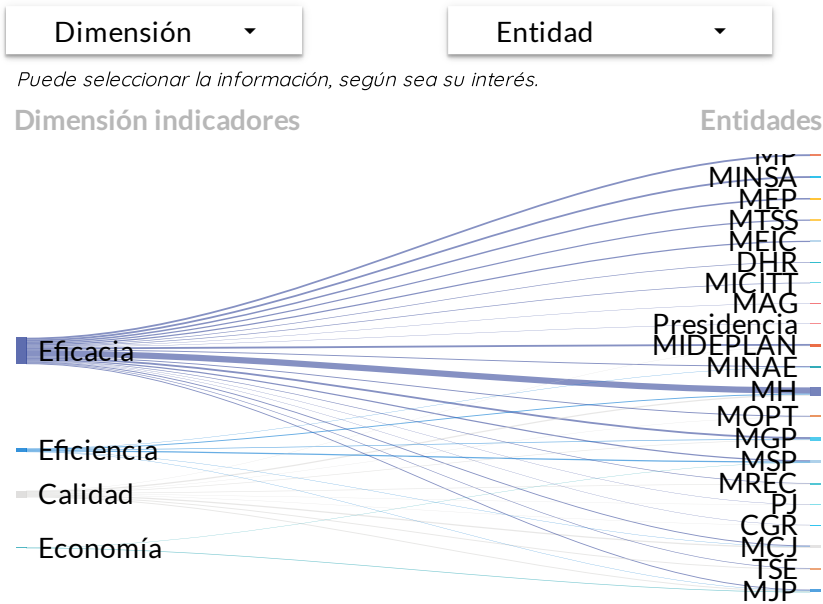 Dimensión
Entidad
Puede seleccionar la información, según sea su interés.
Dimensión indicadores
Entidades
MP
MINSA
MEP
MTSS
MEIC
DHR
MICITT
MAG
Presidencia
MIDEPLAN
MINAE
MH
MOPT
MGP
MSP
MREC
PJ
CGR
MCJ
TSE
MJP
Eficacia
Eficiencia
Calidad
Economía